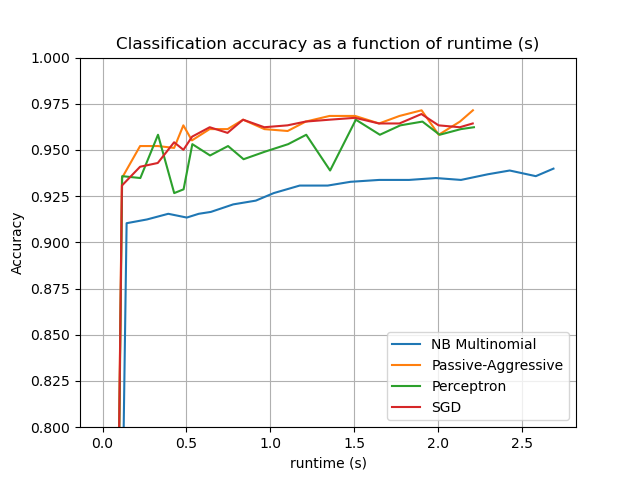 Classification accuracy as a function of runtime (s)
1.000
0.975
0.950
0.925
0.900
0.875
0.850
0.825
0.800
Accuracy
0.0 0.5 1.0 1.5 2.0 2.5
runtime (s)
NB Multinomial
Passive-Aggressive
Perceptron
SGD